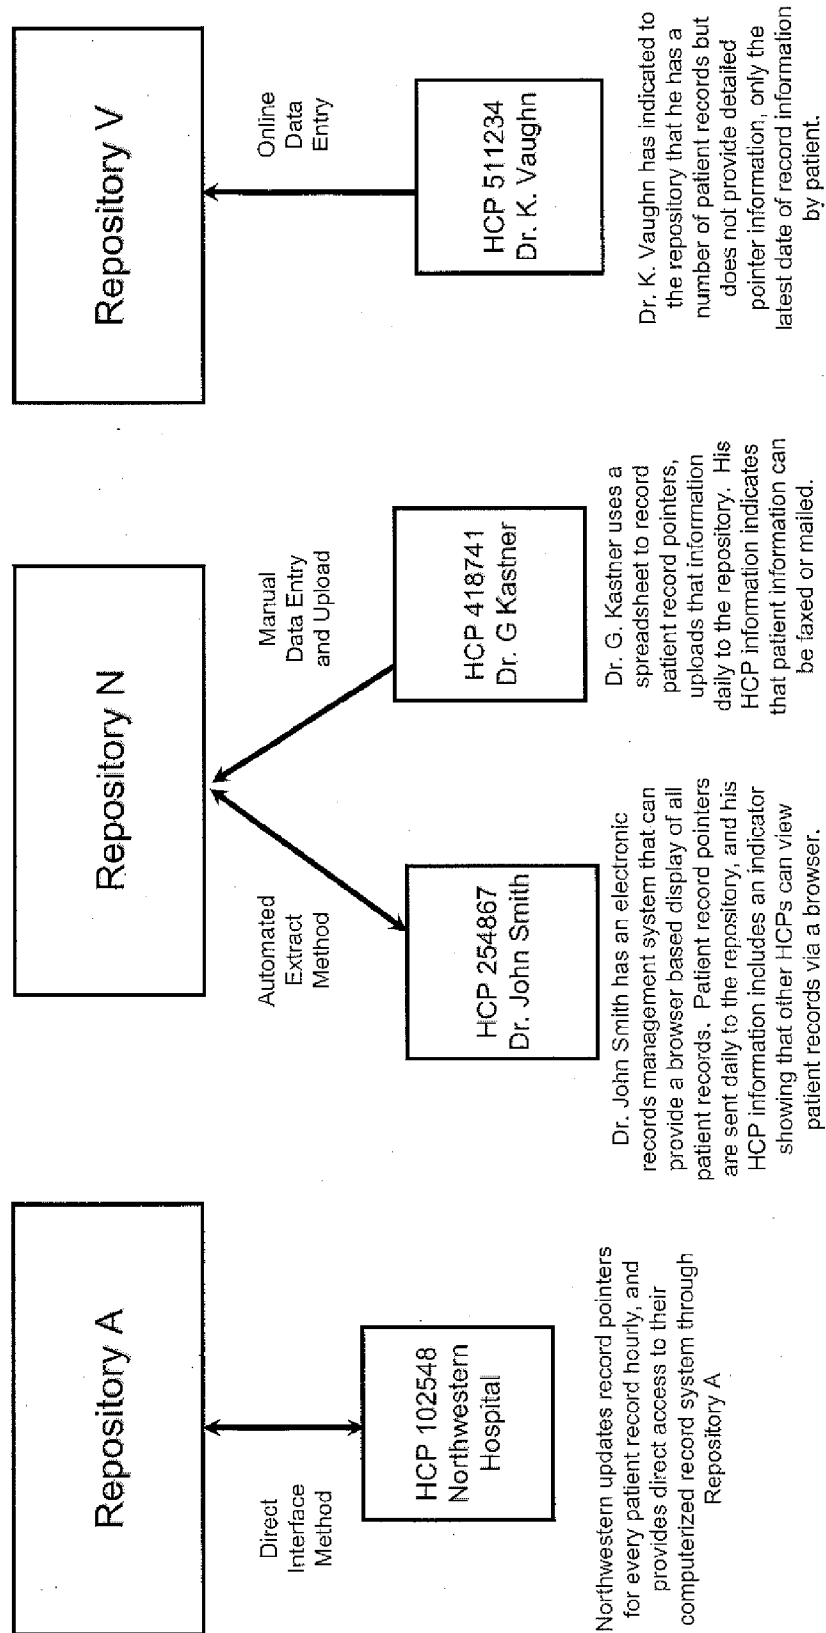 Repository A
Direct
Interface
Method
HCP 102548
Northwestern
Hospital
Northwestern updates record pointers
for every patient record hourly, and
provides direct access to their
computerized record system through
Repository A
Repository N
Automated
Extract
Method
Manual
Data Entry
and Upload
HCP 254867
Dr. John Smith
Dr. John Smith has an electronic
records management system that can
provide a browser based display of all
patient records. Patient record pointers
are sent daily to the repository, and his
HCP information includes an indicator
showing that other HCPs can view
patient records via a browser.
HCP 418741
Dr. G Kastner
Dr. G. Kastner uses a
spreadsheet to record
patient record pointers,
uploads that information
daily to the repository. His
HCP information indicates
that patient information can
be faxed or mailed.
Repository V
Online
Data
Entry
HCP 511234
Dr. K. Vaughn
Dr. K. Vaughn has indicated to
the repository that he has a
number of patient records but
does not provide detailed
pointer information, only the
latest date of record information
by patient.